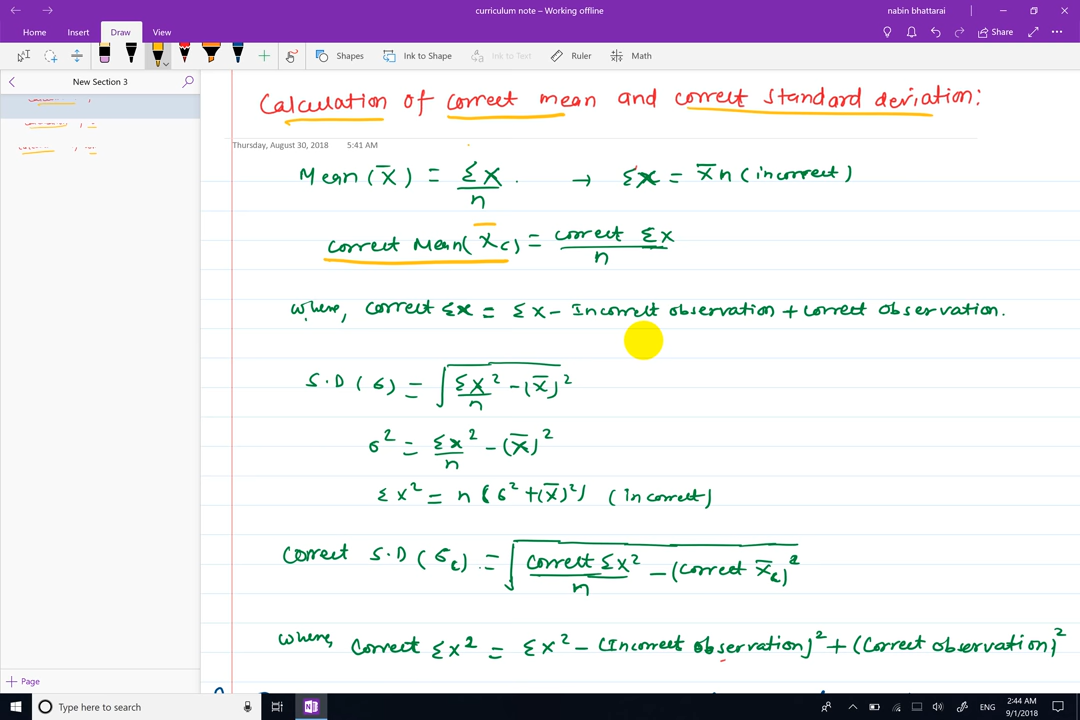 curriculum note – Working offline
nabin bhattarai
Home Insert Draw View
Share
Shapes Ink to Shape Ink to Text Ruler Math
New Section 3
Calculation of correct mean and correct standard deviation:
Thursday, August 30, 2018 5:41 AM
Mean (x̄) = Σx/n → Σx = x̄n (incorrect)
correct Mean( x̄c) = correct Σx/n
where, correct Σx = Σx - Incorrect observation + correct observation.
S.D (σ) = √(Σx²/n - (x̄)²)
σ² = Σx²/n - (x̄)²
Σx² = n (σ² + (x̄)²) (incorrect)
correct S.D (σc) = √(correct Σx²/n - (correct x̄c)²)
where, correct Σx² = Σx² - (Incorrect observation)² + (correct observation)²
Page
Type here to search
ENG
2:44 AM
9/1/2018